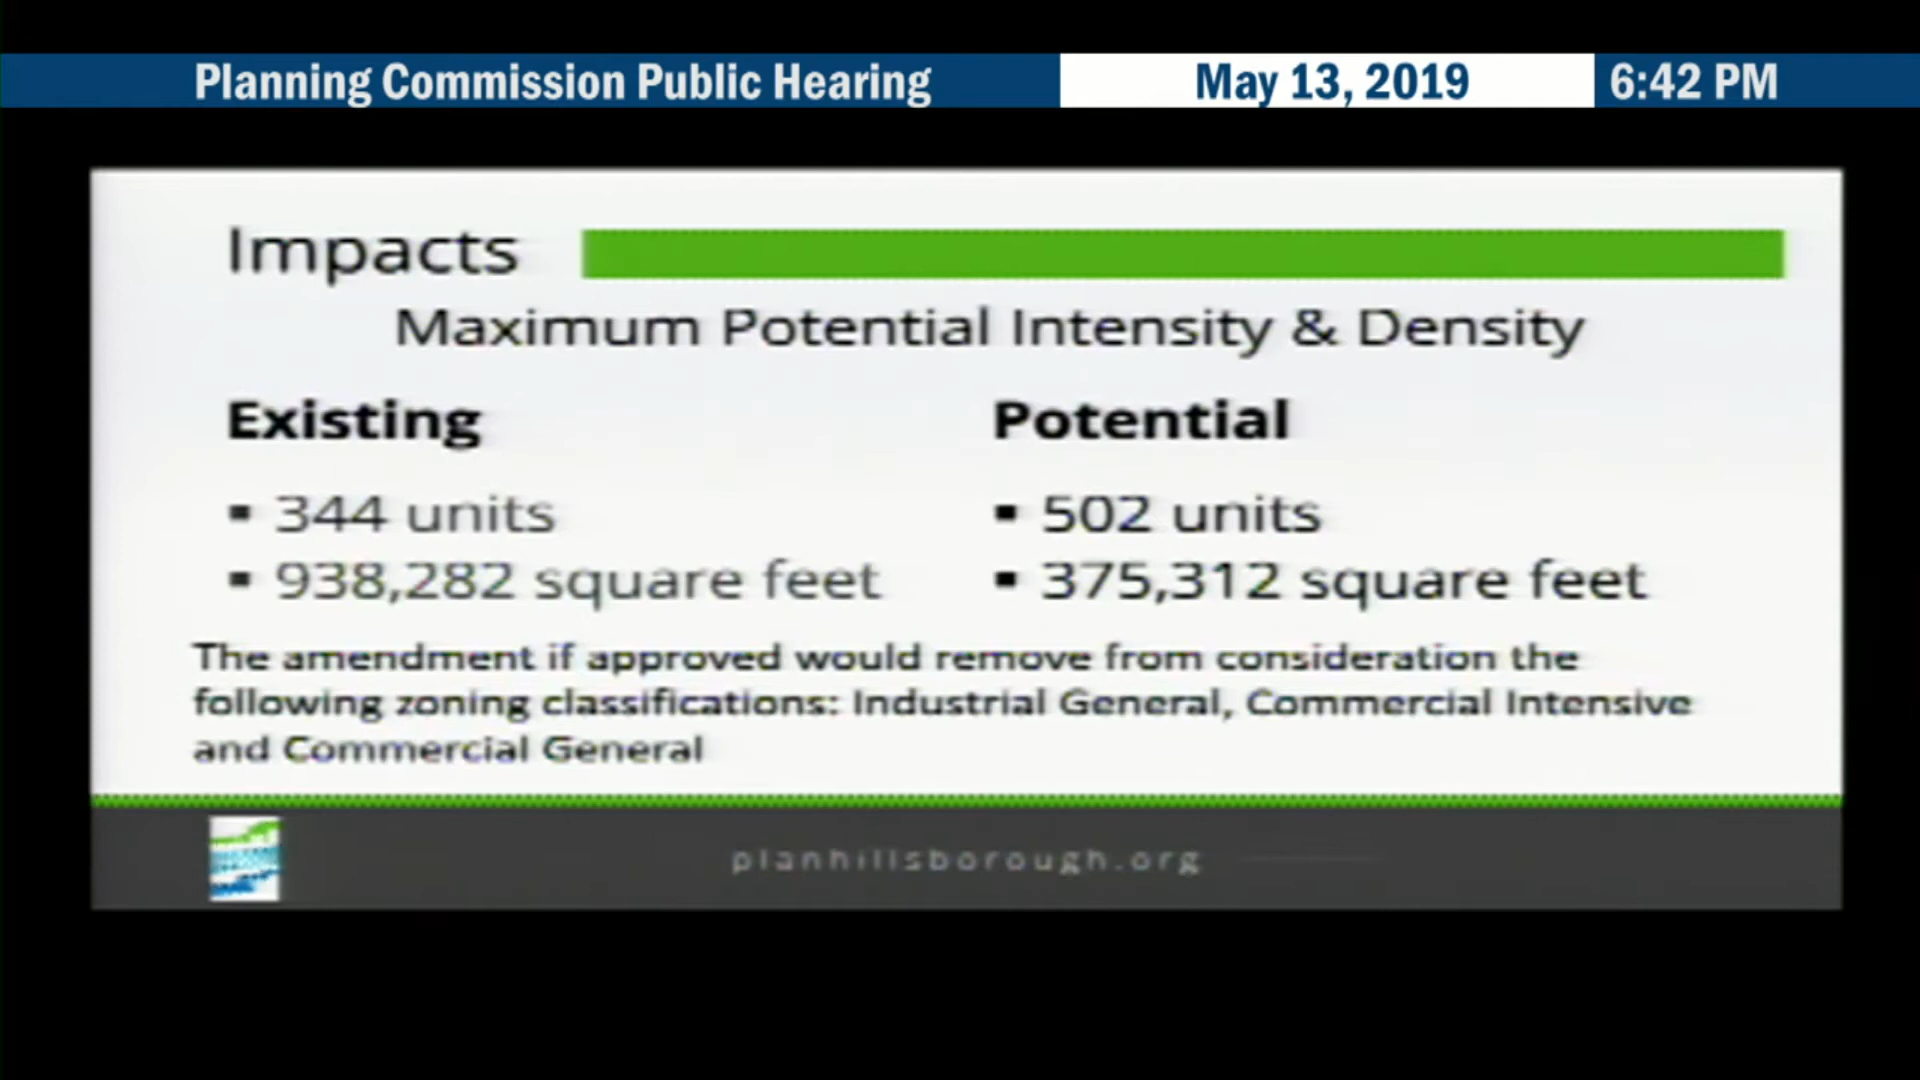 Planning Commission Public Hearing
May 13, 2019
6:42 PM
Impacts
Maximum Potential Intensity & Density
Existing
▪ 344 units
▪ 938,282 square feet
Potential
▪ 502 units
▪ 375,312 square feet
The amendment if approved would remove from consideration the
following zoning classifications: Industrial General, Commercial Intensive
and Commercial General
planhillsborough.org